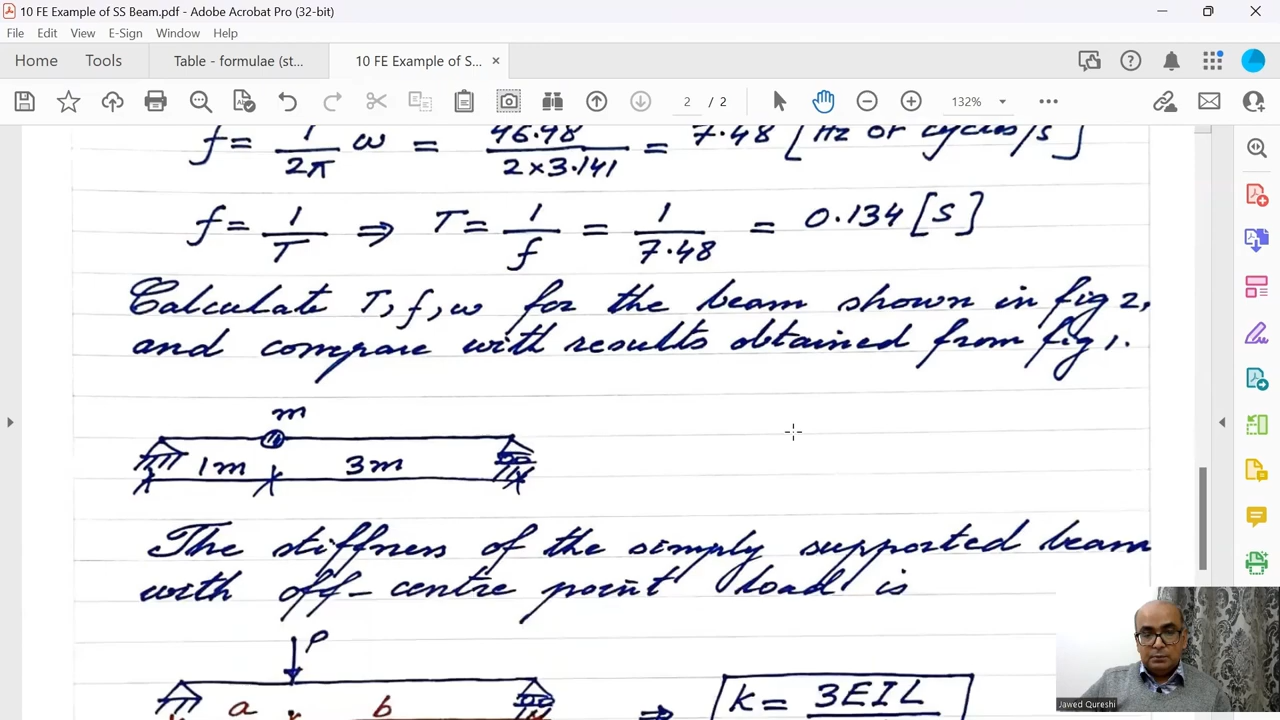 10 FE Example of SS Beam.pdf - Adobe Acrobat Pro (32-bit)
File Edit View E-Sign Window Help
Home Tools Table - formulae (st... 10 FE Example of S... ×
2 / 2 132%
f = 1/2π ω = 46.98/2×3.141 = 7.48 [Hz or cycles/s]
f = 1/T ⇒ T = 1/f = 1/7.48 = 0.134 [S]
Calculate T, f, ω for the beam shown in fig 2,
and compare with results obtained from fig 1.
m
1m 3m
The stiffness of the simply supported beam
with off-centre point load is
P
a b ⇒ K = 3EIL
Jawed Qureshi